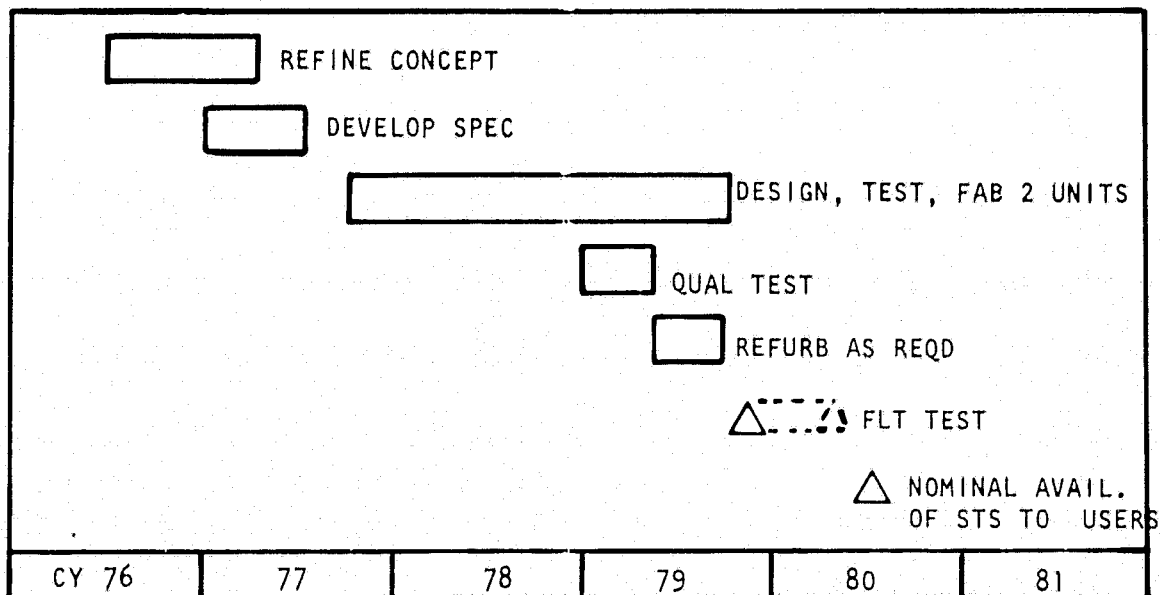 REFINE CONCEPT
DEVELOP SPEC
DESIGN, TEST, FAB 2 UNITS
QUAL TEST
REFURB AS REQD
FLT TEST
NOMINAL AVAIL.
OF STS TO USERS
CY 76 77 78 79 80 81